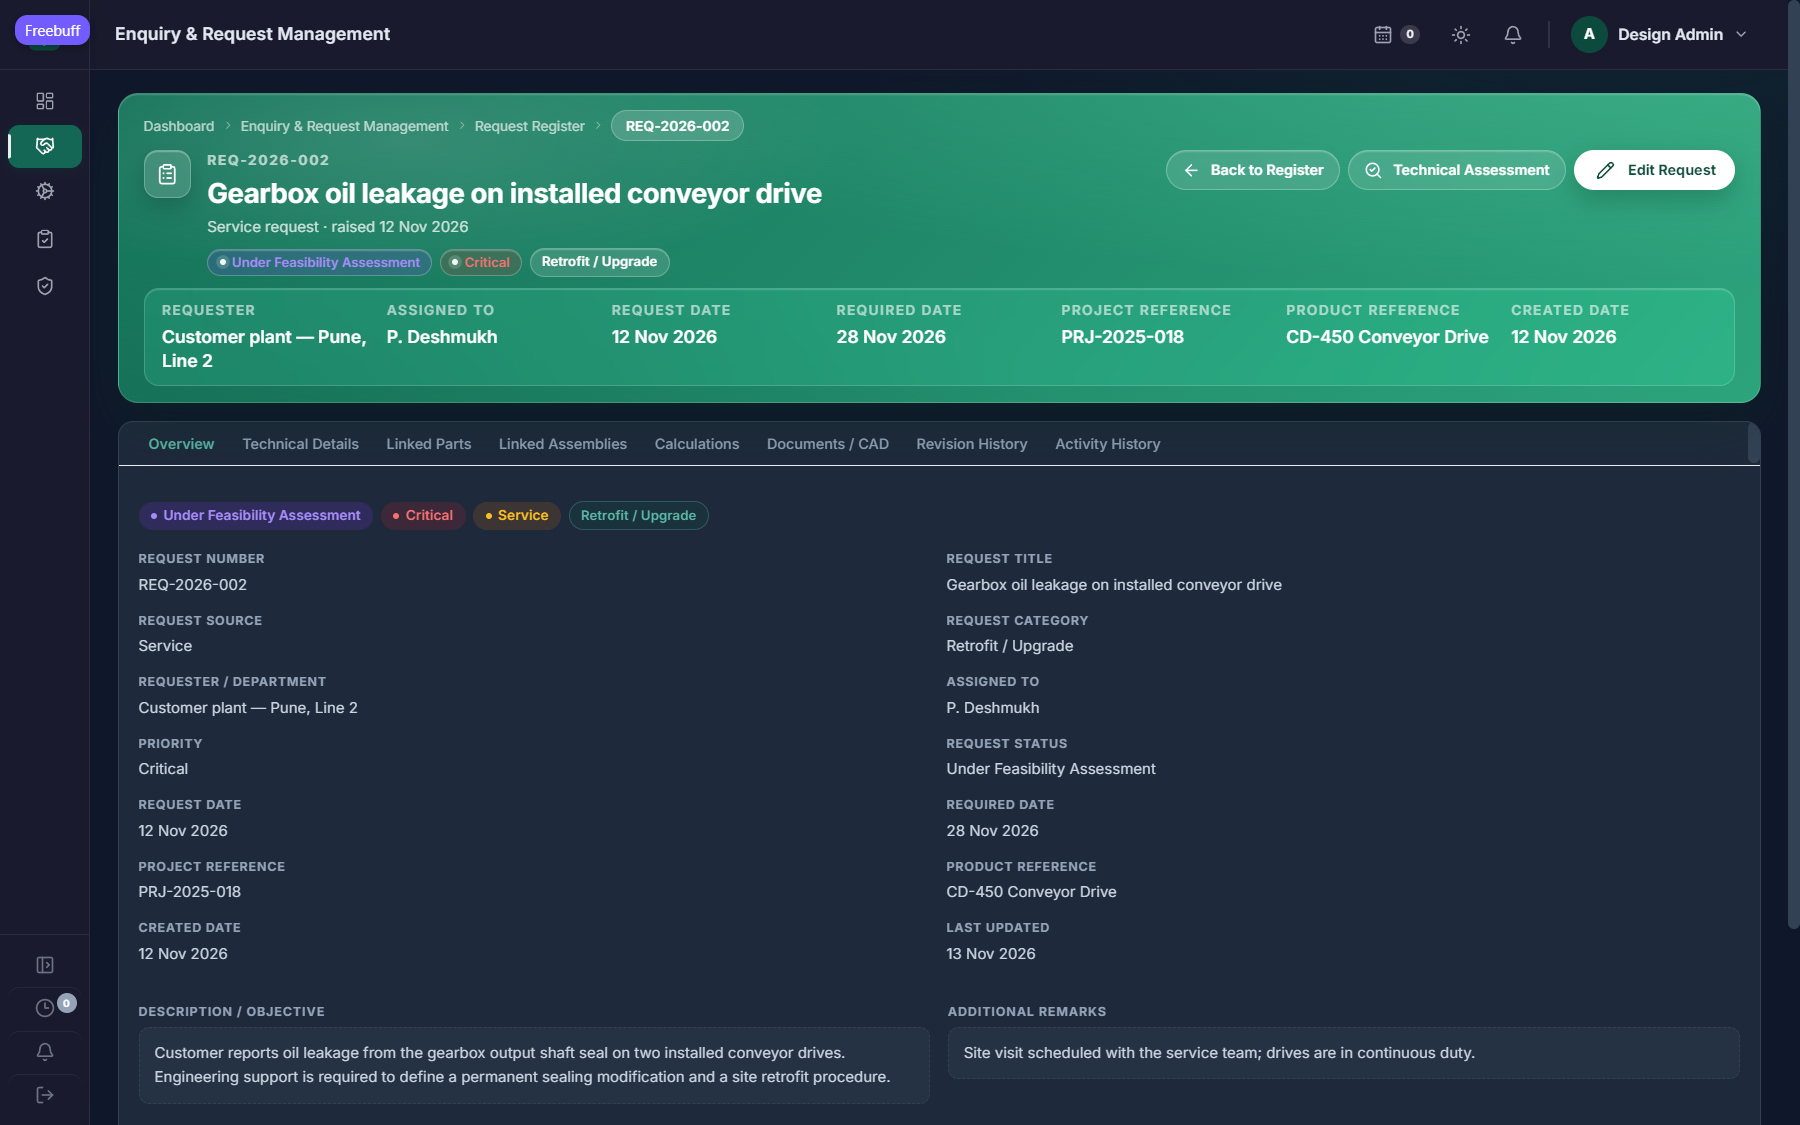 Freebuff
Enquiry & Request Management
0
A
Design Admin
Dashboard
Enquiry & Request Management
Request Register
REQ-2026-002
REQ-2026-002
Gearbox oil leakage on installed conveyor drive
Service request · raised 12 Nov 2026
Under Feasibility Assessment
Critical
Retrofit / Upgrade
Back to Register
Technical Assessment
Edit Request
REQUESTER
Customer plant — Pune,
Line 2
ASSIGNED TO
P. Deshmukh
REQUEST DATE
12 Nov 2026
REQUIRED DATE
28 Nov 2026
PROJECT REFERENCE
PRJ-2025-018
PRODUCT REFERENCE
CD-450 Conveyor Drive
CREATED DATE
12 Nov 2026
Overview
Technical Details
Linked Parts
Linked Assemblies
Calculations
Documents / CAD
Revision History
Activity History
Under Feasibility Assessment
Critical
Service
Retrofit / Upgrade
REQUEST NUMBER
REQ-2026-002
REQUEST TITLE
Gearbox oil leakage on installed conveyor drive
REQUEST SOURCE
Service
REQUEST CATEGORY
Retrofit / Upgrade
REQUESTER / DEPARTMENT
Customer plant — Pune, Line 2
ASSIGNED TO
P. Deshmukh
PRIORITY
Critical
REQUEST STATUS
Under Feasibility Assessment
REQUEST DATE
12 Nov 2026
REQUIRED DATE
28 Nov 2026
PROJECT REFERENCE
PRJ-2025-018
PRODUCT REFERENCE
CD-450 Conveyor Drive
CREATED DATE
12 Nov 2026
LAST UPDATED
13 Nov 2026
DESCRIPTION / OBJECTIVE
Customer reports oil leakage from the gearbox output shaft seal on two installed conveyor drives.
Engineering support is required to define a permanent sealing modification and a site retrofit procedure.
ADDITIONAL REMARKS
Site visit scheduled with the service team; drives are in continuous duty.
0